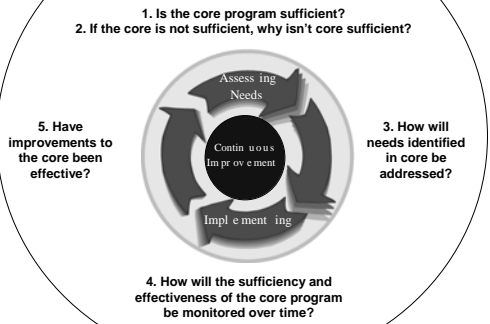 1. Is the core program sufficient?
2. If the core is not sufficient, why isn't core sufficient?
Assess ing
Needs
5. Have
improvements to
the core been
effective?
Contin u o u s
Im pr ov e ment
3. How will
needs identified
in core be
addressed?
Impl e ment ing
4. How will the sufficiency and
effectiveness of the core program
be monitored over time?